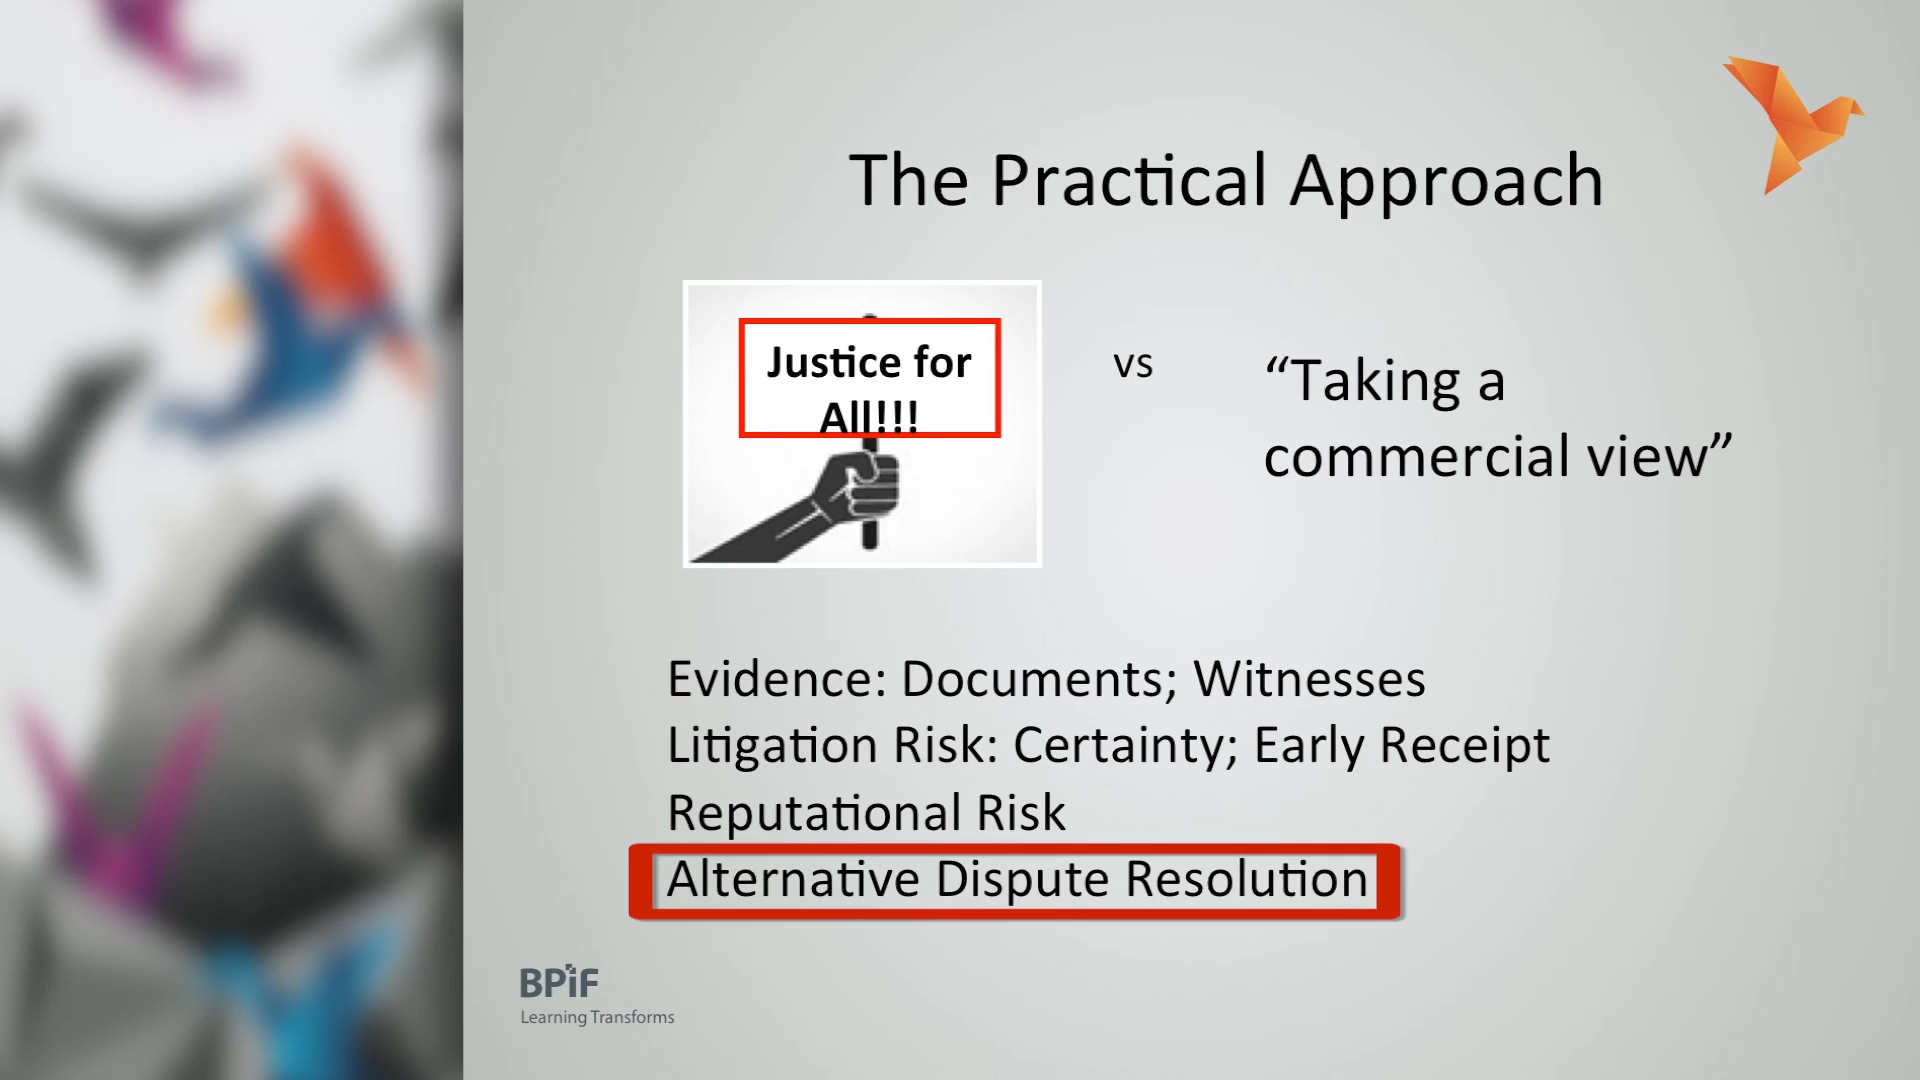 The Practical Approach
Justice for
All!!!
vs
“Taking a
commercial view”
Evidence: Documents; Witnesses
Litigation Risk: Certainty; Early Receipt
Reputational Risk
Alternative Dispute Resolution
BPiF
Learning Transforms